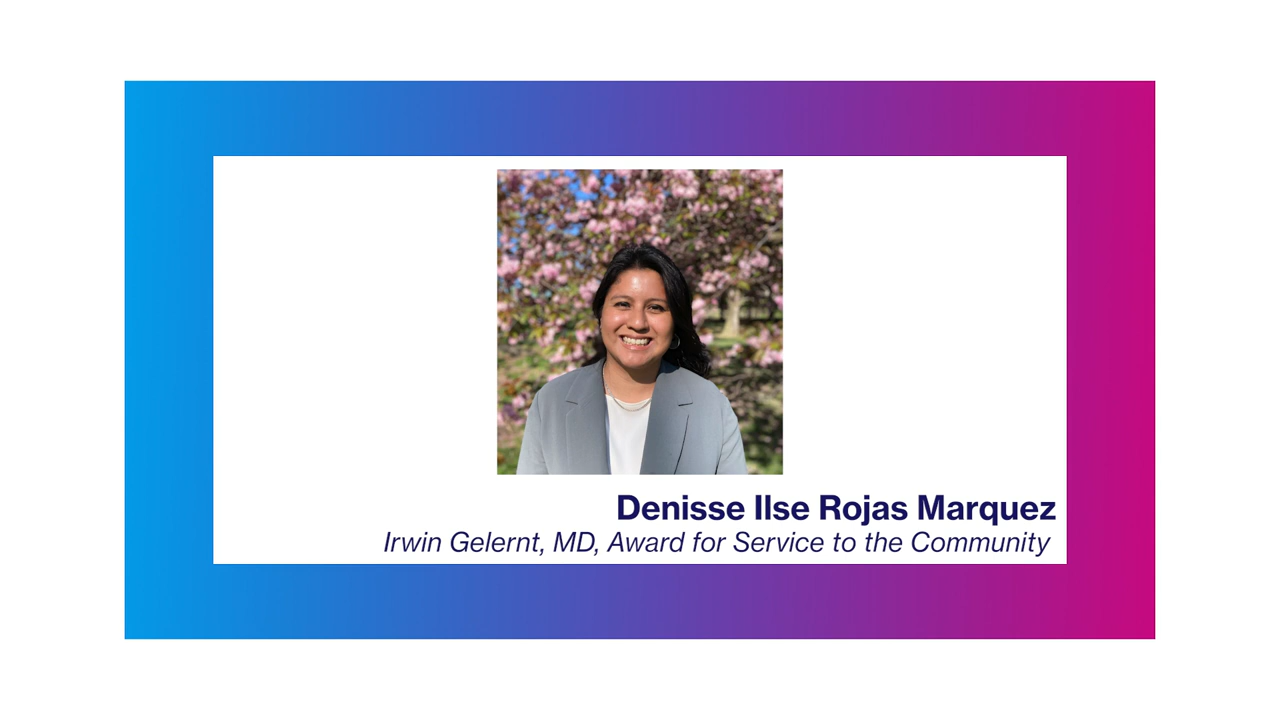 Denisse Ilse Rojas Marquez
Irwin Gelernt, MD, Award for Service to the Community